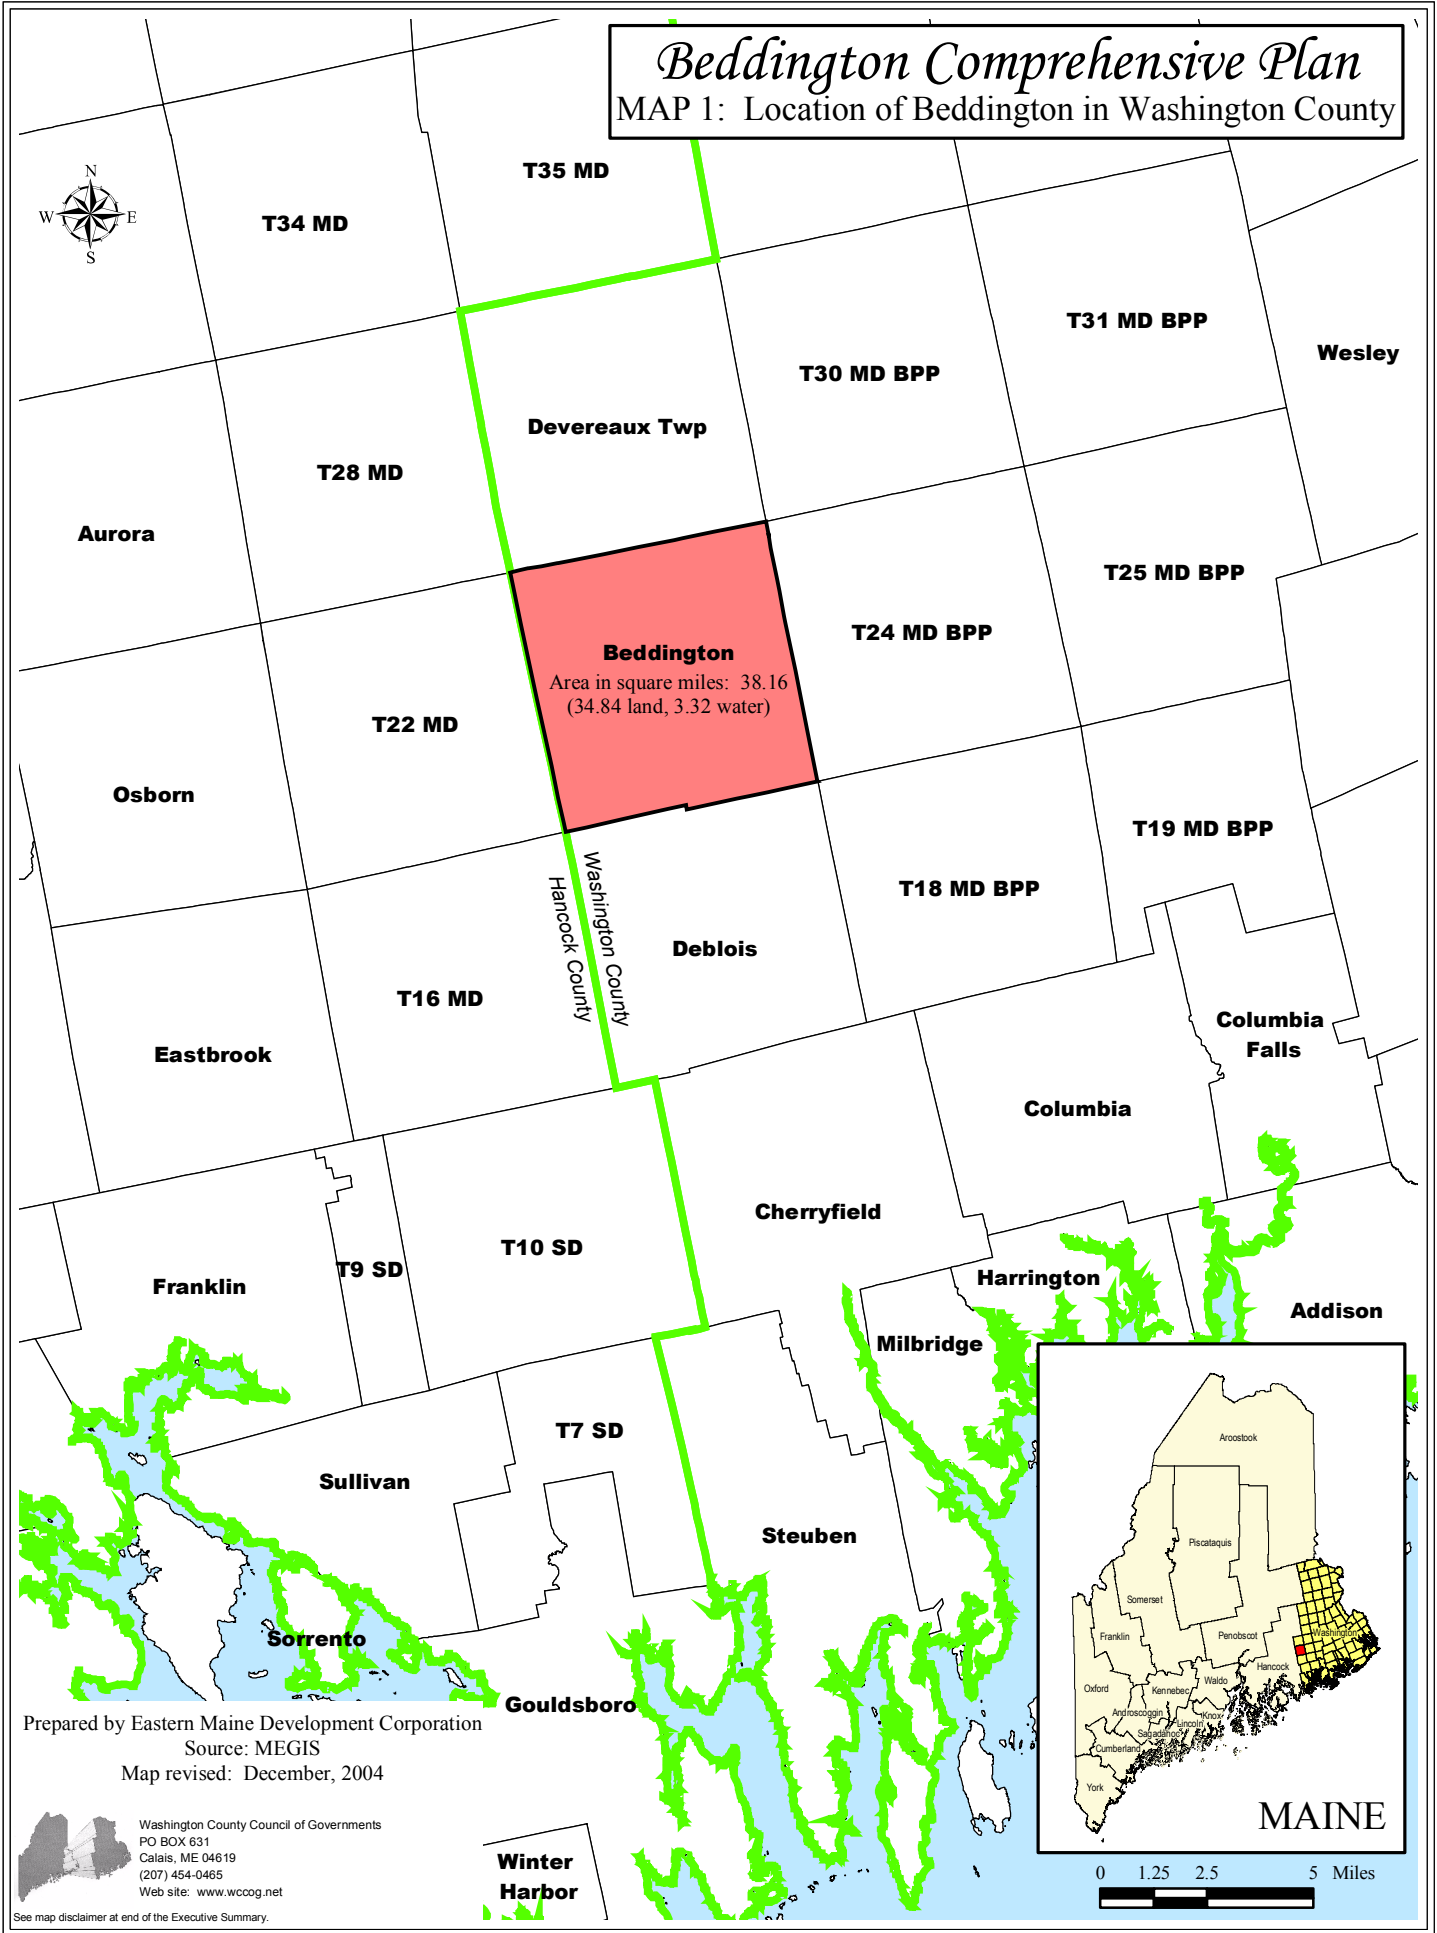 Beddington Comprehensive Plan
MAP 1: Location of Beddington in Washington County
N
W E
S
T35 MD
T34 MD
T31 MD BPP
Wesley
T30 MD BPP
Devereaux Twp
T28 MD
Aurora
T25 MD BPP
T24 MD BPP
Beddington
Area in square miles: 38.16
(34.84 land, 3.32 water)
T22 MD
Osborn
T19 MD BPP
T18 MD BPP
Washington County
Hancock County
Deblois
T16 MD
Eastbrook
Columbia
Falls
Columbia
Cherryfield
T10 SD
T9 SD
Franklin
Harrington
Addison
Milbridge
T7 SD
Sullivan
Steuben
Sorrento
Gouldsboro
Winter
Harbor
Aroostook
Piscataquis
Somerset
Franklin
Penobscot
Washington
Hancock
Oxford
Kennebec
Waldo
Androscoggin
Knox
Lincoln
Sagadahoc
Cumberland
York
MAINE
0 1.25 2.5 5 Miles
Prepared by Eastern Maine Development Corporation
Source: MEGIS
Map revised: December, 2004
Washington County Council of Governments
PO BOX 631
Calais, ME 04619
(207) 454-0465
Web site: www.wccog.net
See map disclaimer at end of the Executive Summary.